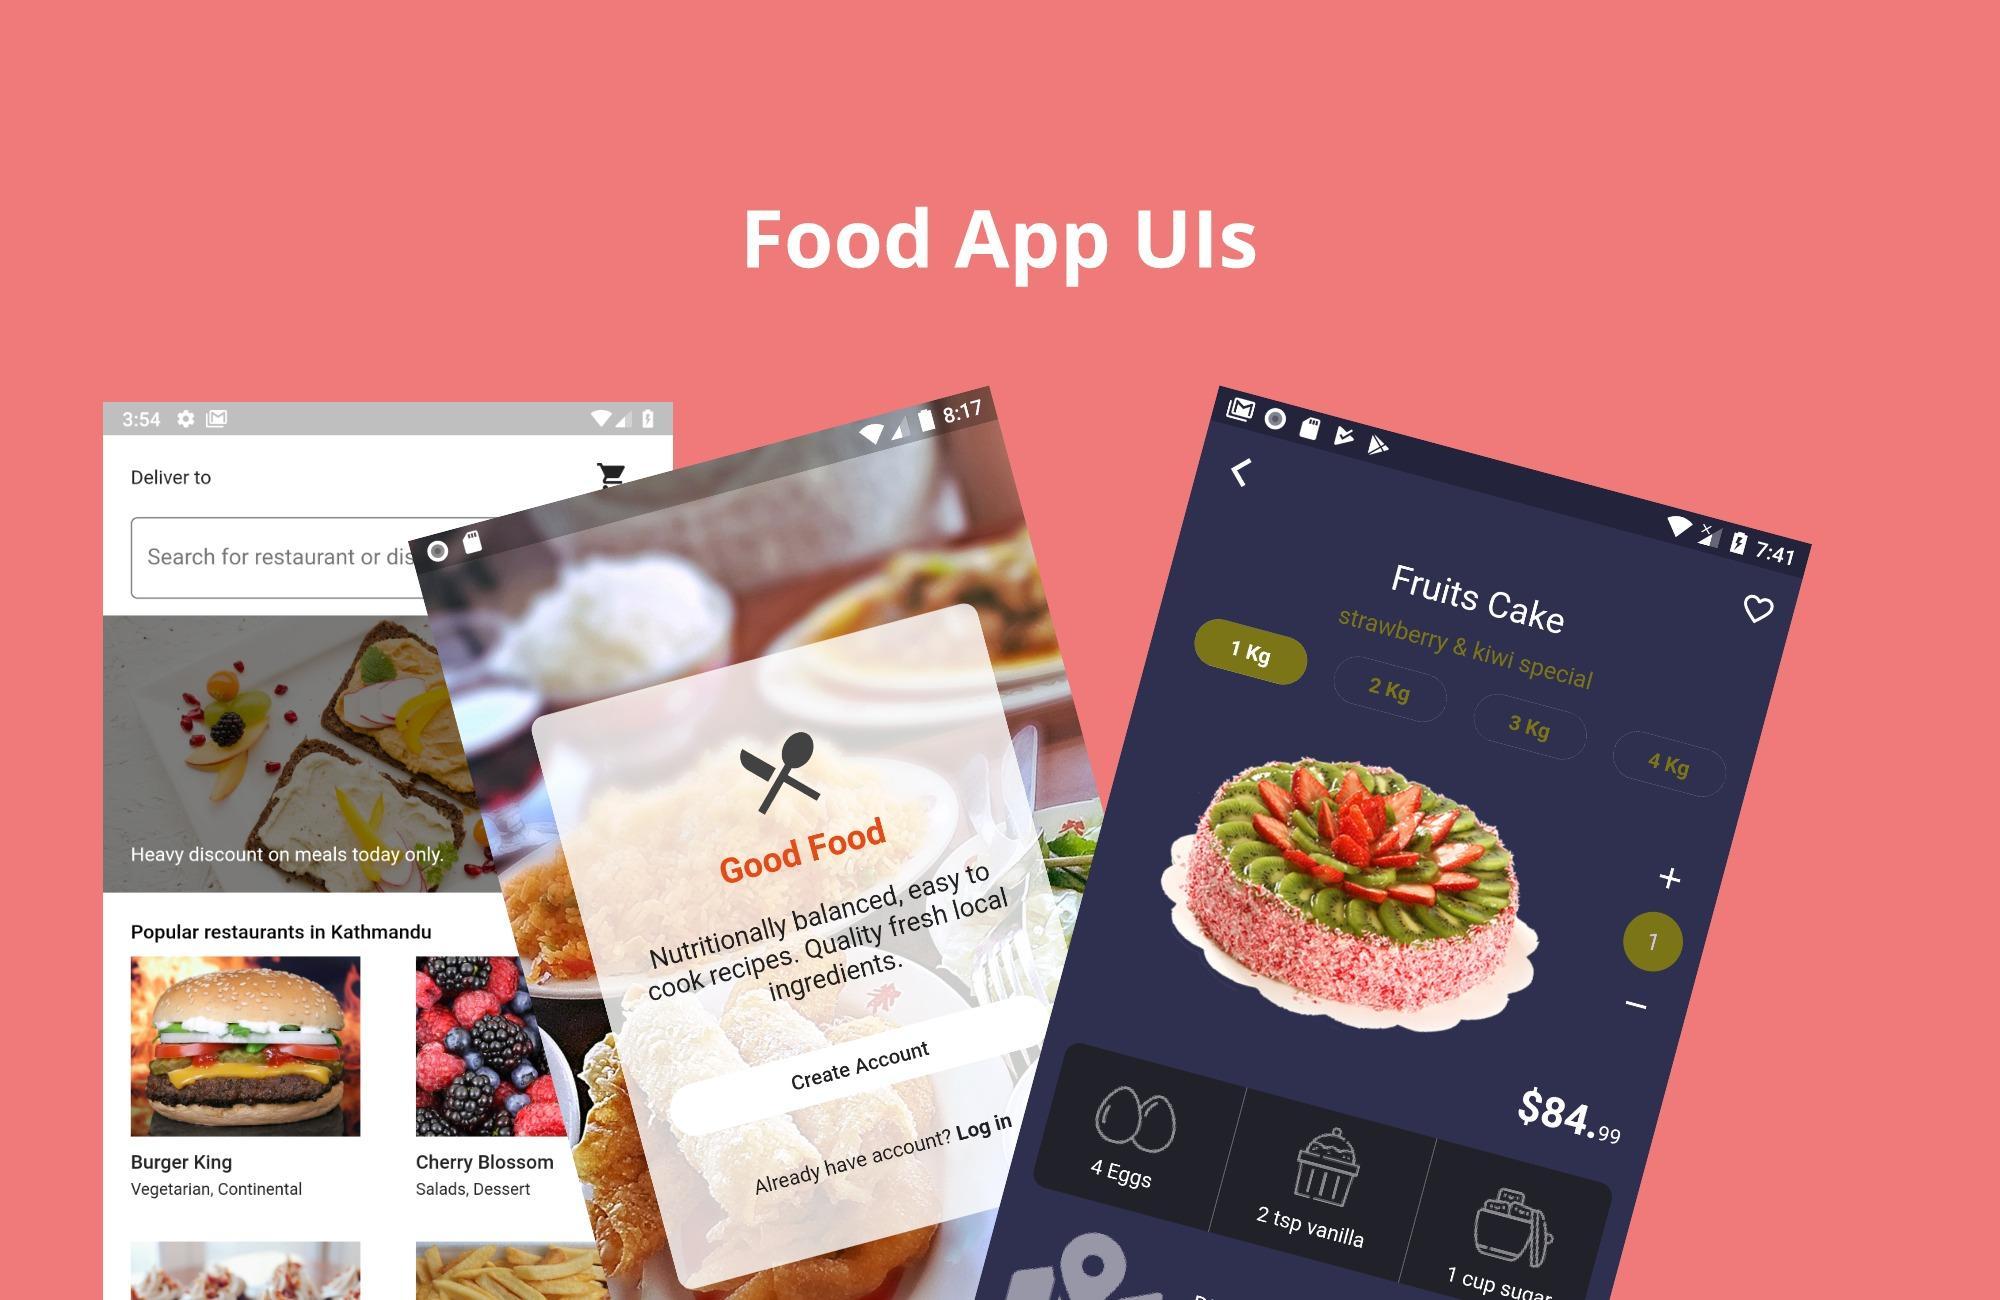 Food App UIs
3:54
Deliver to
Search for restaurant or
Heavy discount on meals today only.
Popular restaurants in Kathmandu
Burger King
Vegetarian, Continental
Cherry Blossom
Salads, Dessert
8:17
Good Food
Nutritionally balanced, easy to
cook recipes. Quality fresh local
ingredients.
Create Account
Already have account? Log in
7:41
Fruits Cake
strawberry & kiwi special
1 Kg
2 Kg
3 Kg
4 Kg
+
1
−
$84.99
4 Eggs
2 tsp vanilla
1 cup sugar